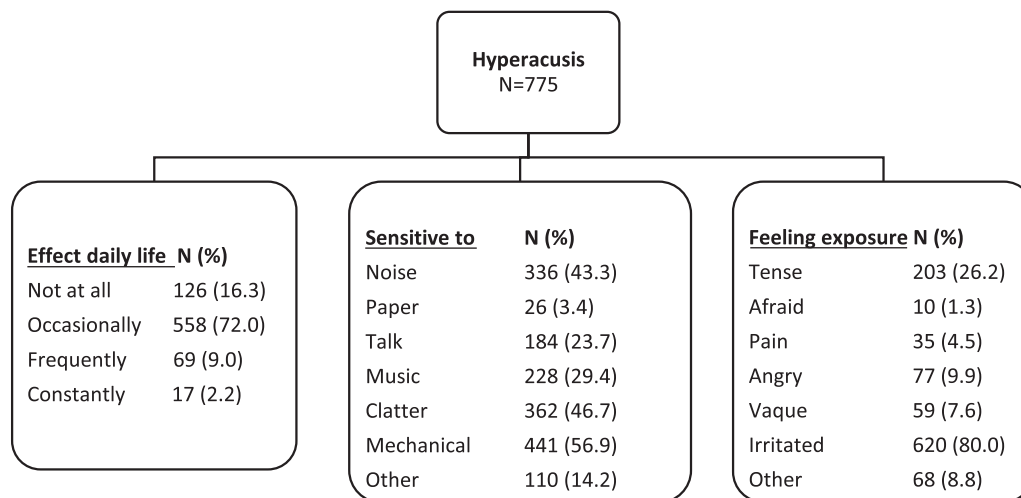 Hyperacusis
N=775
Effect daily life N (%)
Not at all 126 (16.3)
Occasionally 558 (72.0)
Frequently 69 (9.0)
Constantly 17 (2.2)
Sensitive to N (%)
Noise 336 (43.3)
Paper 26 (3.4)
Talk 184 (23.7)
Music 228 (29.4)
Clatter 362 (46.7)
Mechanical 441 (56.9)
Other 110 (14.2)
Feeling exposure N (%)
Tense 203 (26.2)
Afraid 10 (1.3)
Pain 35 (4.5)
Angry 77 (9.9)
Vaque 59 (7.6)
Irritated 620 (80.0)
Other 68 (8.8)